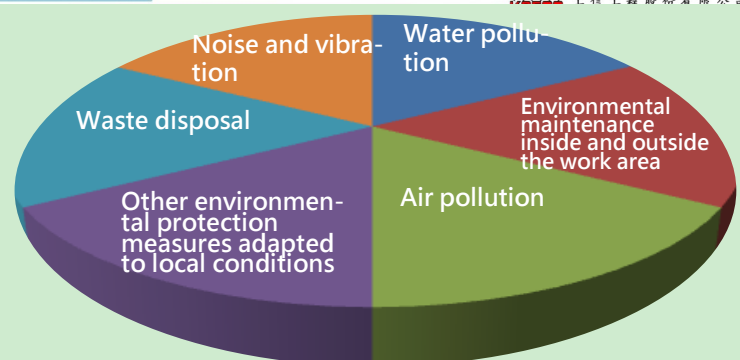 Noise and vibra-
tion
Water pollu-
tion
Environmental
maintenance
inside and outside
the work area
Waste disposal
Other environmen-
tal protection
measures adapted
to local conditions
Air pollution